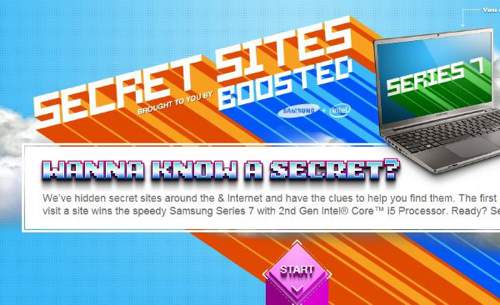 SECRET SITES
BROUGHT TO YOU BY
BOOSTED
SAMSUNG + intel
SERIES 7
WANNA KNOW A SECRET?
We've hidden secret sites around the & Internet and have the clues to help you find them. The first
visit a site wins the speedy Samsung Series 7 with 2nd Gen Intel® Core™ i5 Processor. Ready? Se
START